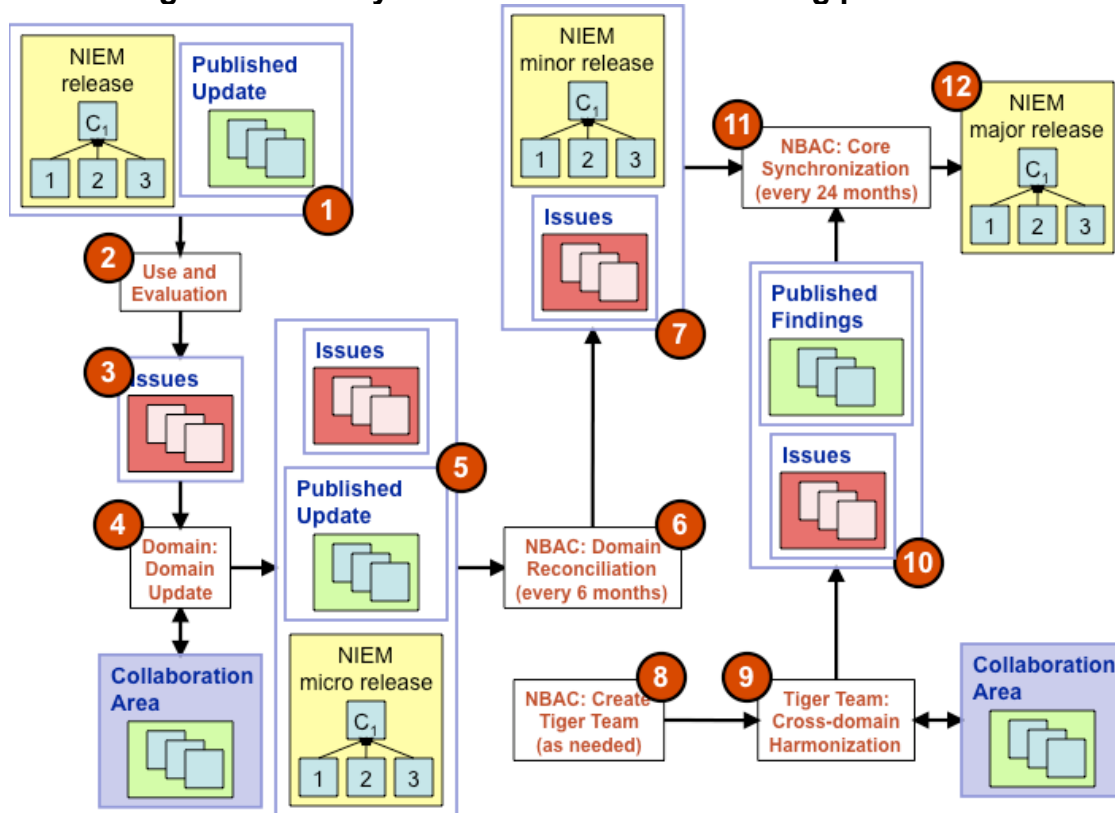 NIEM
release
C1
1 2 3
Published
Update
1
2
Use and
Evaluation
3
Issues
4
Domain:
Domain
Update
Collaboration
Area
Issues
5
Published
Update
NIEM
micro release
C1
1 2 3
6
NBAC: Domain
Reconciliation
(every 6 months)
NIEM
minor release
C1
1 2 3
Issues
7
8
NBAC: Create
Tiger Team
(as needed)
9
Tiger Team:
Cross-domain
Harmonization
Collaboration
Area
Published
Findings
Issues
10
11
NBAC: Core
Synchronization
(every 24 months)
12
NIEM
major release
C1
1 2 3